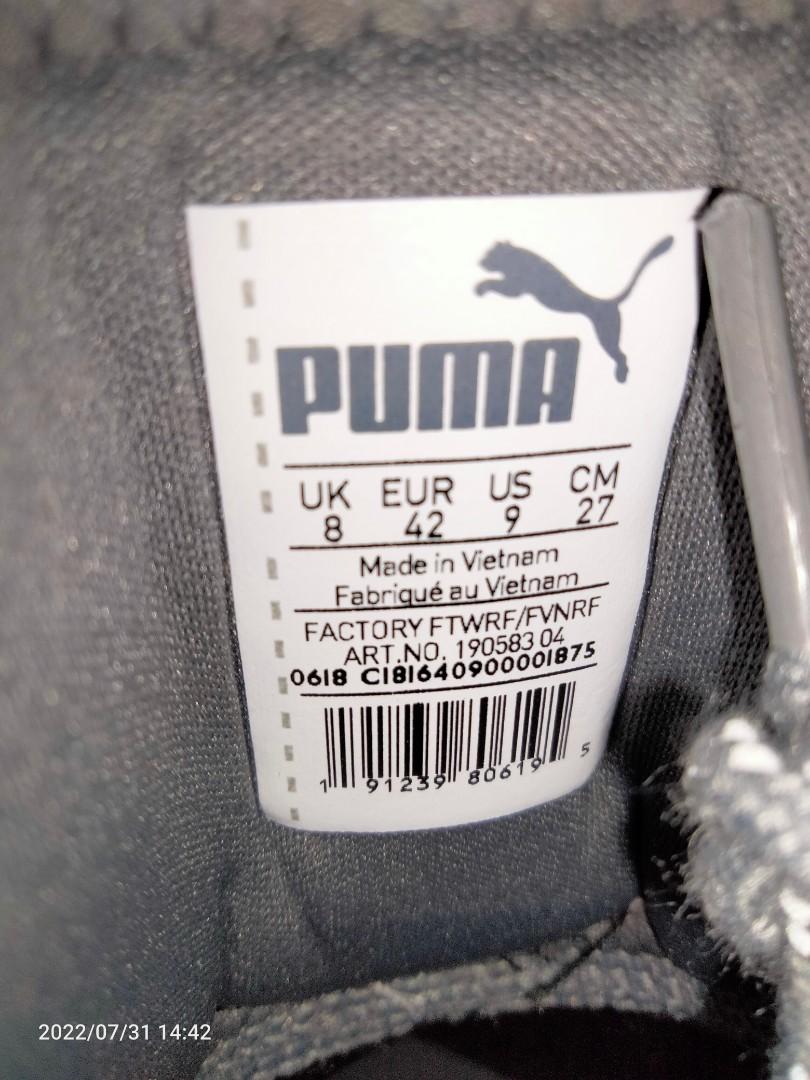 PUMA
UK EUR US CM
8 42 9 27
Made in Vietnam
Fabriqué au Vietnam
FACTORY FTWRF/FVNRF
ART.NO. 190583 04
0618 C181640900001875
1 91239 80619 5
2022/07/31 14:42